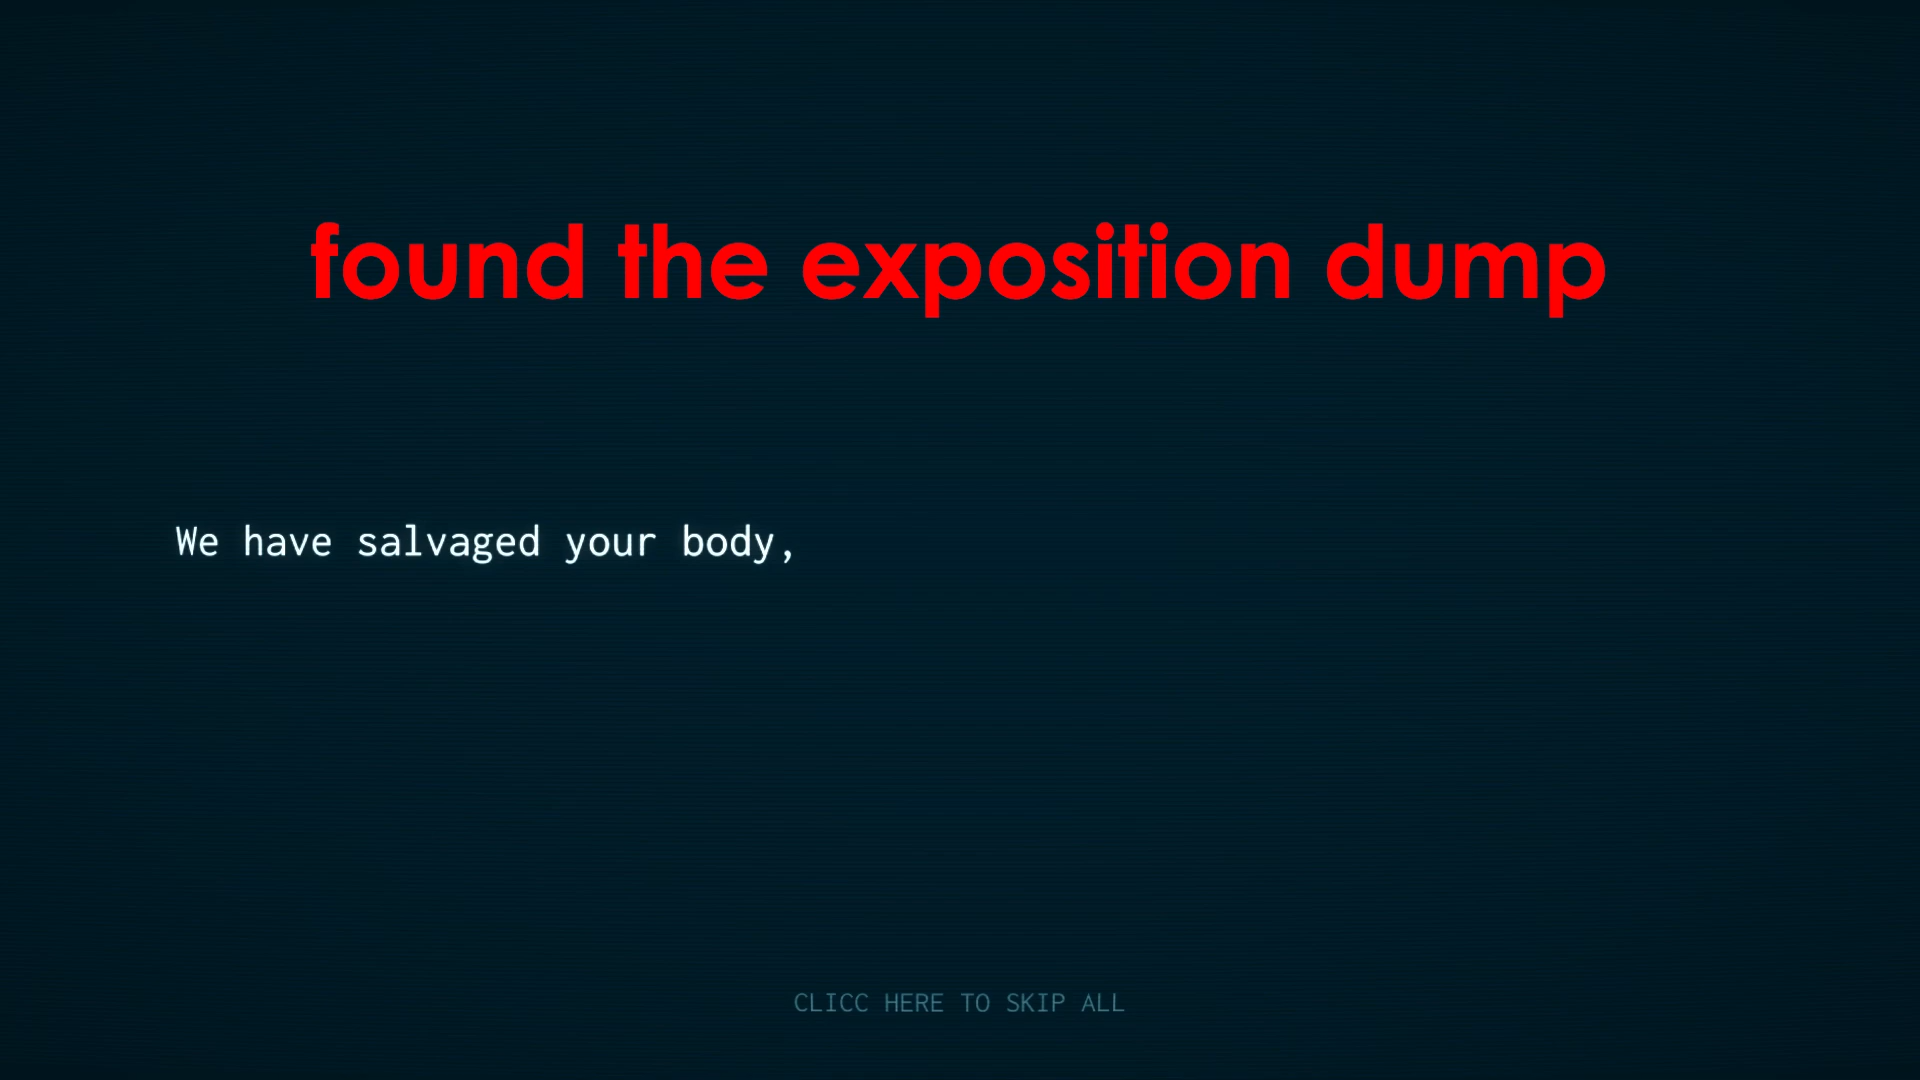 found the exposition dump
We have salvaged your body,
CLICC HERE TO SKIP ALL